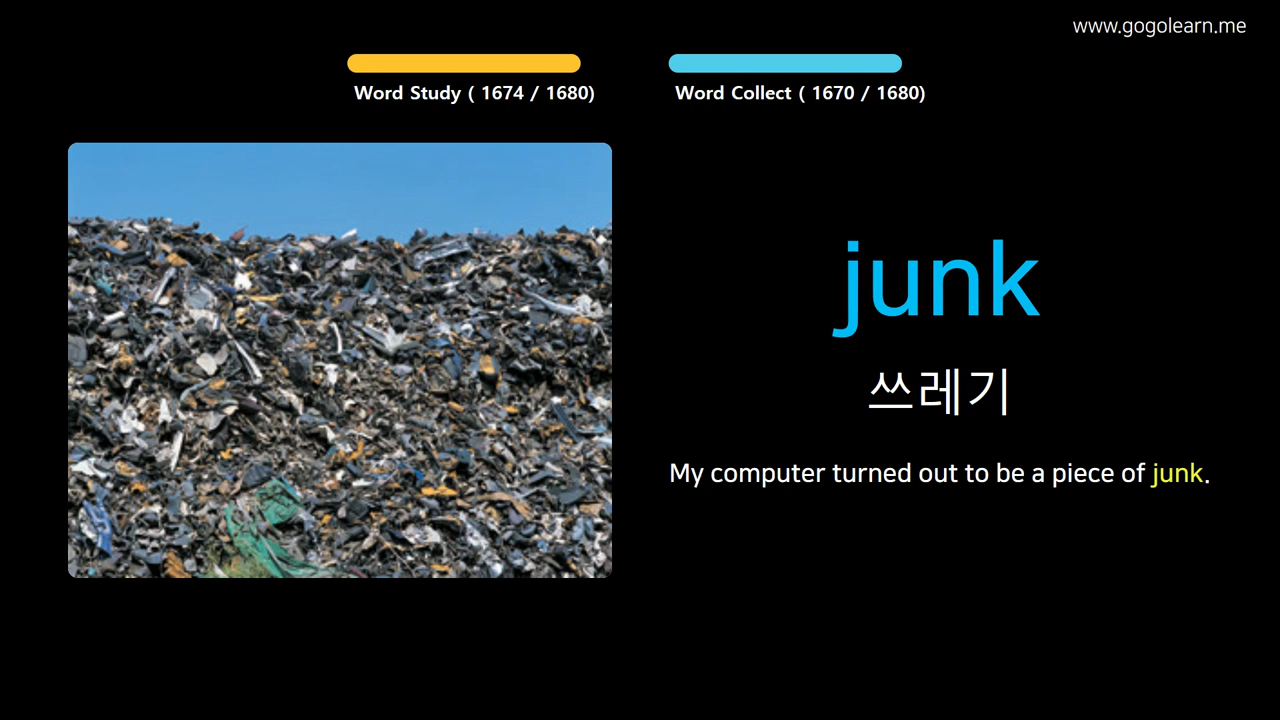 www.gogolearn.me
Word Study ( 1674 / 1680)
Word Collect ( 1670 / 1680)
junk
쓰레기
My computer turned out to be a piece of junk.